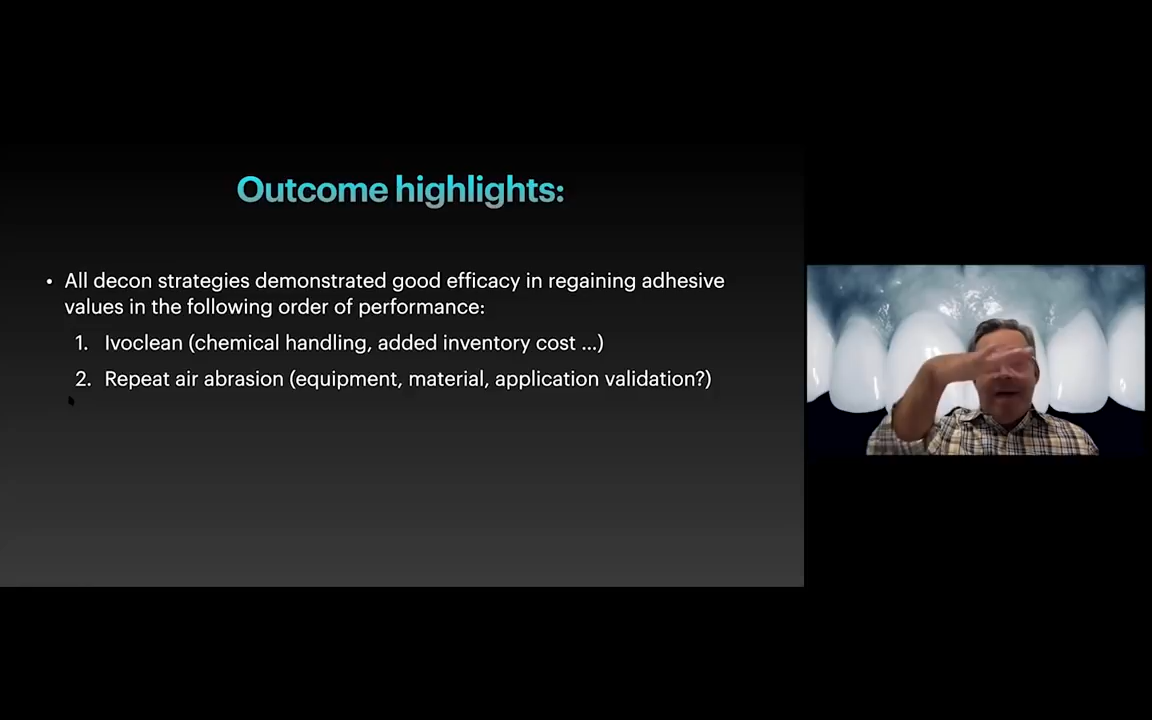 Outcome highlights:
• All decon strategies demonstrated good efficacy in regaining adhesive
values in the following order of performance:
1. Ivoclean (chemical handling, added inventory cost ...)
2. Repeat air abrasion (equipment, material, application validation?)